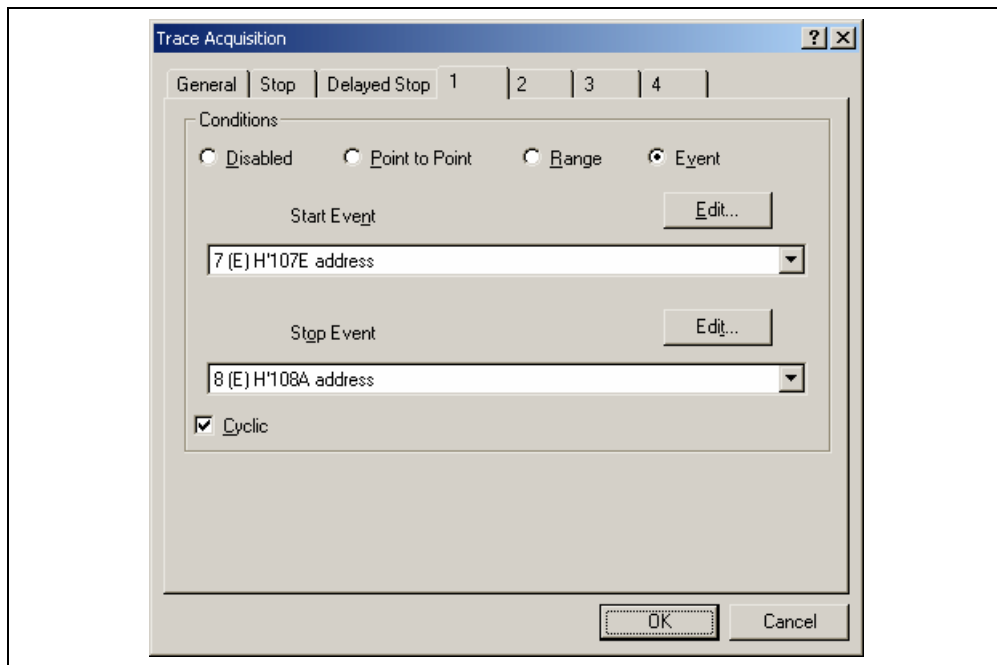 Trace Acquisition
General Stop Delayed Stop 1 2 3 4
Conditions
Disabled Point to Point Range Event
Start Event Edit...
7 (E) H'107E address
Stop Event Edit...
8 (E) H'108A address
Cyclic
OK Cancel